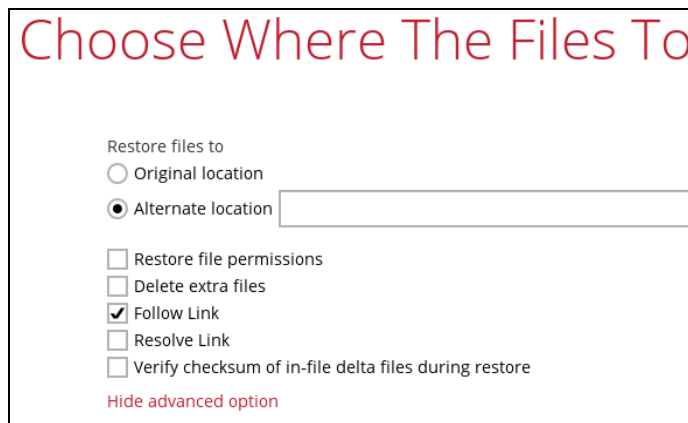 Choose Where The Files To
Restore files to
Original location
Alternate location
Restore file permissions
Delete extra files
Follow Link
Resolve Link
Verify checksum of in-file delta files during restore
Hide advanced option